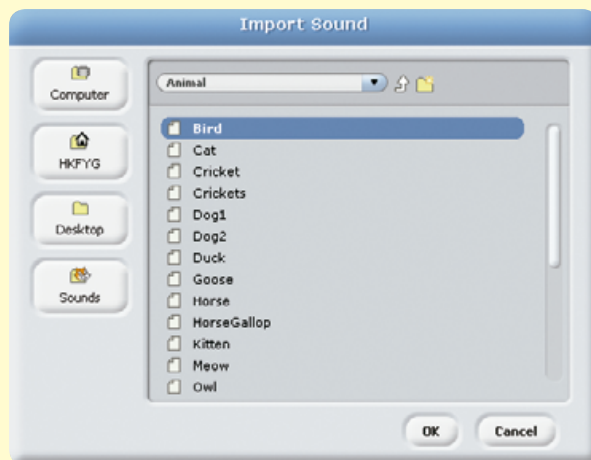 Import Sound
Computer
HKFYG
Desktop
Sounds
Animal
Bird
Cat
Cricket
Crickets
Dog1
Dog2
Duck
Goose
Horse
HorseGallop
Kitten
Meow
Owl
OK
Cancel